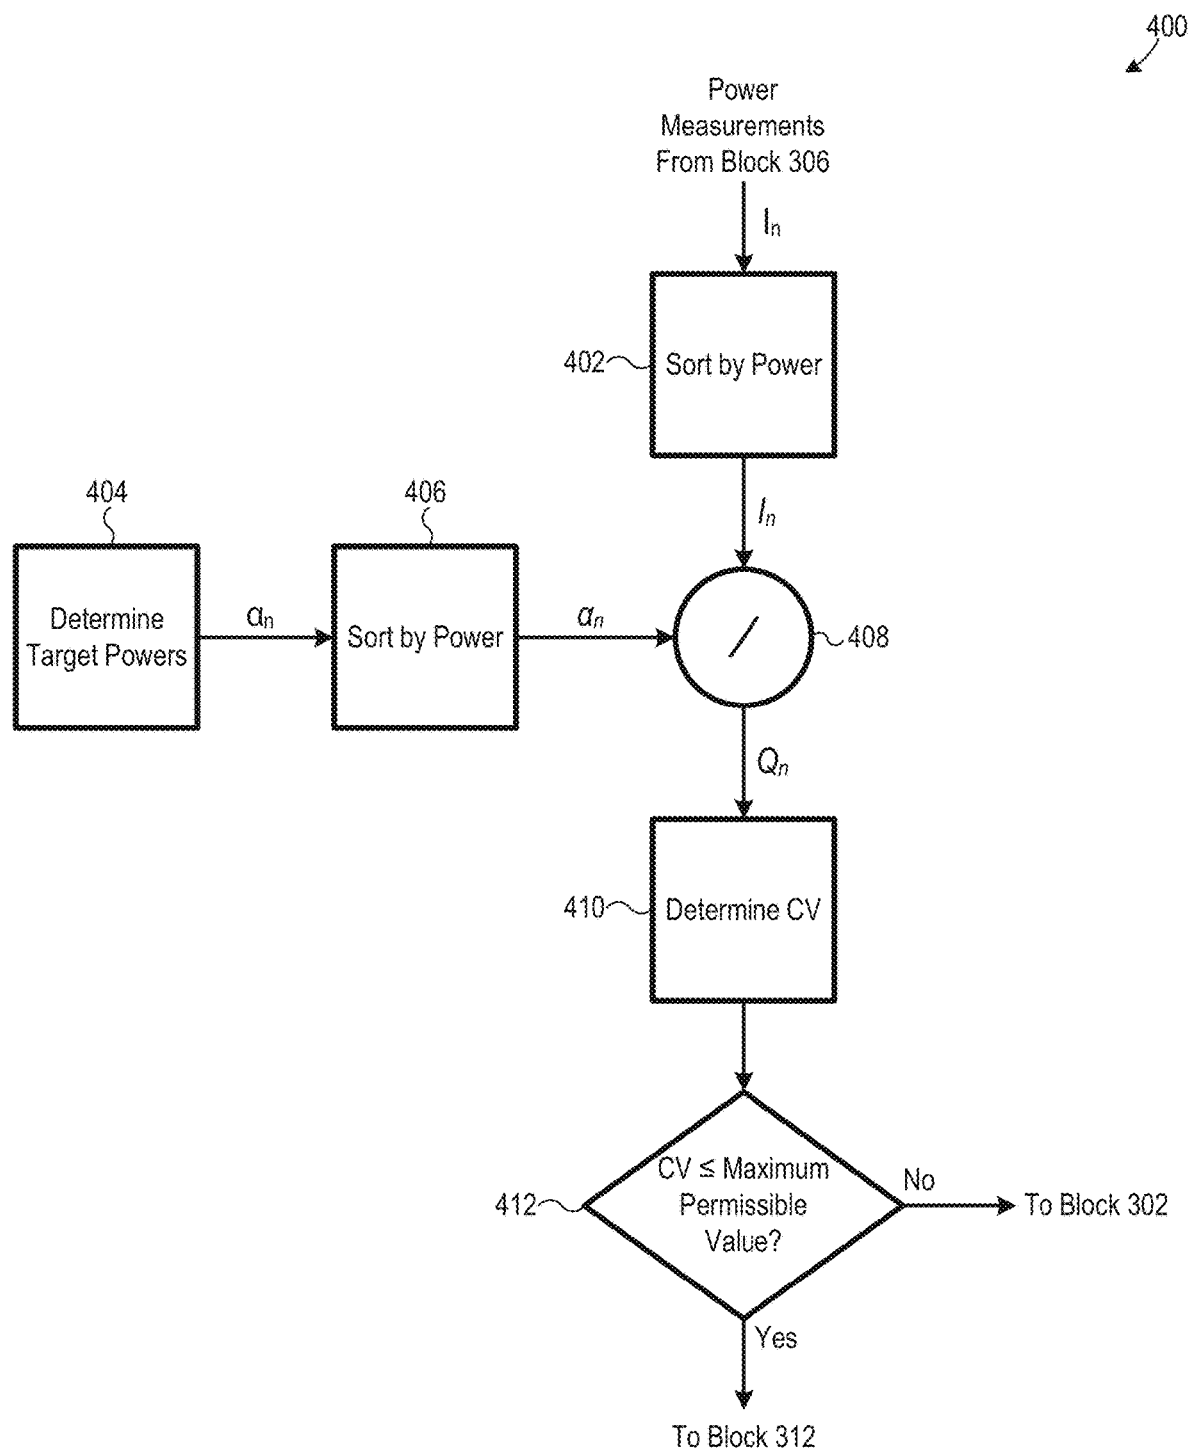 400
Power
Measurements
From Block 306
Iₙ
402
Sort by Power
Iₙ
404
406
Determine
Target Powers
αₙ
Sort by Power
αₙ
/
408
Qₙ
410
Determine CV
412
CV ≤ Maximum
Permissible
Value?
No
To Block 302
Yes
To Block 312